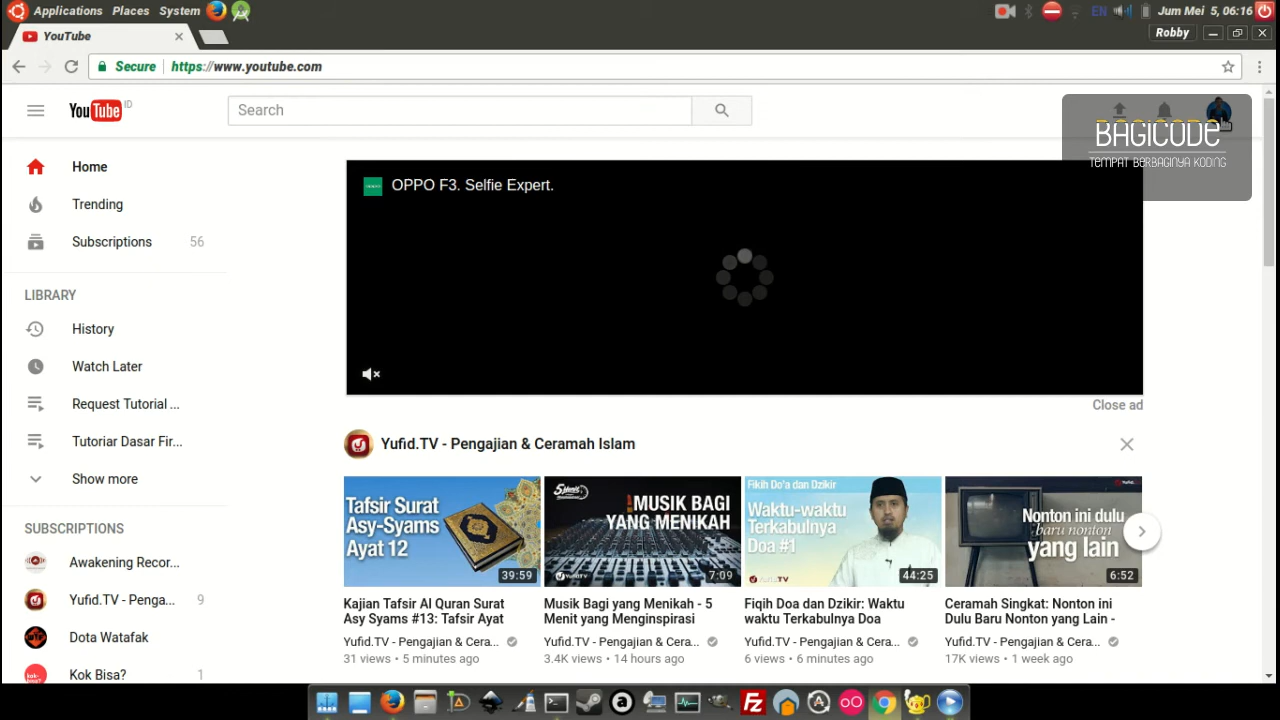 Applications Places System
EN
Jum Mei 5, 06:16
YouTube
Robby
Secure
https://www.youtube.com
YouTube ID
Search
BAGICODE
TEMPAT BERBAGINYA KODING
Home
Trending
Subscriptions 56
LIBRARY
History
Watch Later
Request Tutorial ...
Tutoriar Dasar Fir...
Show more
SUBSCRIPTIONS
Awakening Recor...
Yufid.TV - Penga... 9
Dota Watafak
Kok Bisa? 1
OPPO F3. Selfie Expert.
Close ad
Yufid.TV - Pengajian & Ceramah Islam
Tafsir Surat
Asy-Syams
Ayat 12
39:59
Kajian Tafsir Al Quran Surat
Asy Syams #13: Tafsir Ayat
Yufid.TV - Pengajian & Cera...
31 views • 5 minutes ago
5 Menit
MUSIK BAGI
YANG MENIKAH
YufidTV
7:09
Musik Bagi yang Menikah - 5
Menit yang Menginspirasi
Yufid.TV - Pengajian & Cera...
3.4K views • 14 hours ago
Fikih Do'a dan Dzikir
Waktu-waktu
Terkabulnya
Doa #1
YufidTV
44:25
Fiqih Doa dan Dzikir: Waktu
waktu Terkabulnya Doa
Yufid.TV - Pengajian & Cera...
6 views • 6 minutes ago
Nonton ini dulu
baru nonton
yang lain
6:52
Ceramah Singkat: Nonton ini
Dulu Baru Nonton yang Lain -
Yufid.TV - Pengajian & Cera...
17K views • 1 week ago